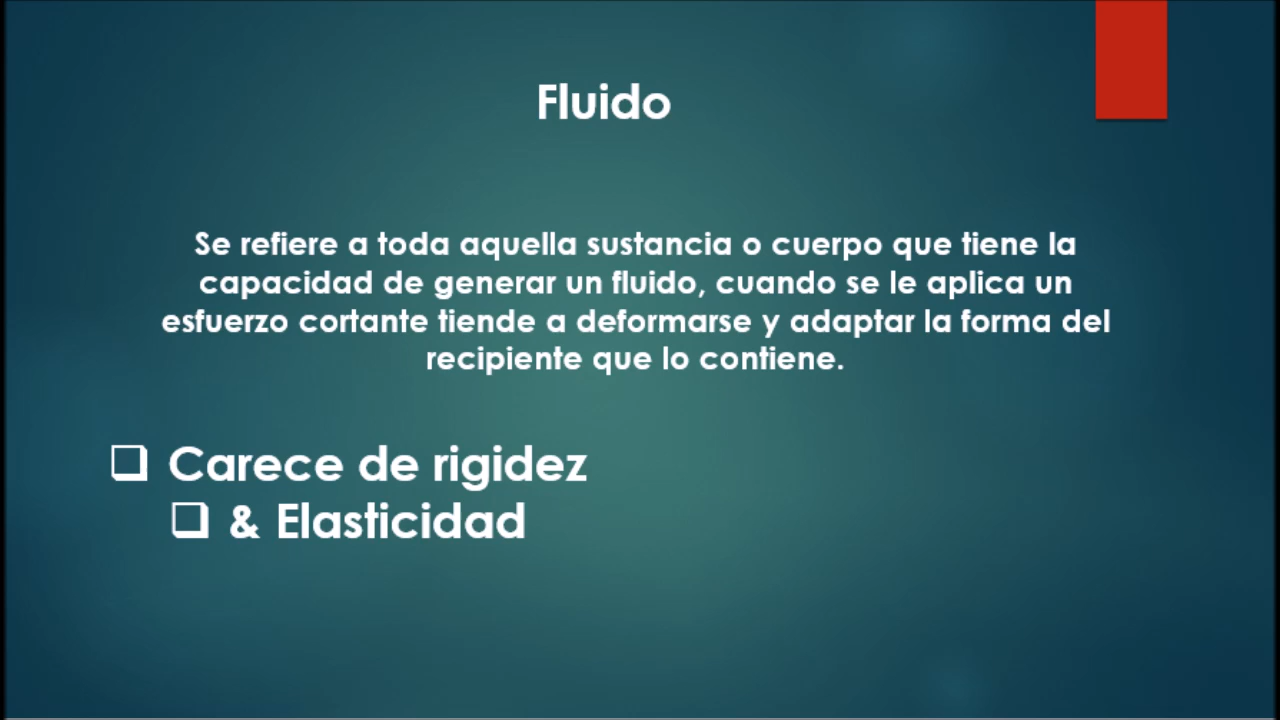 Fluido
Se refiere a toda aquella sustancia o cuerpo que tiene la
capacidad de generar un fluido, cuando se le aplica un
esfuerzo cortante tiende a deformarse y adaptar la forma del
recipiente que lo contiene.
❑ Carece de rigidez
❑ & Elasticidad